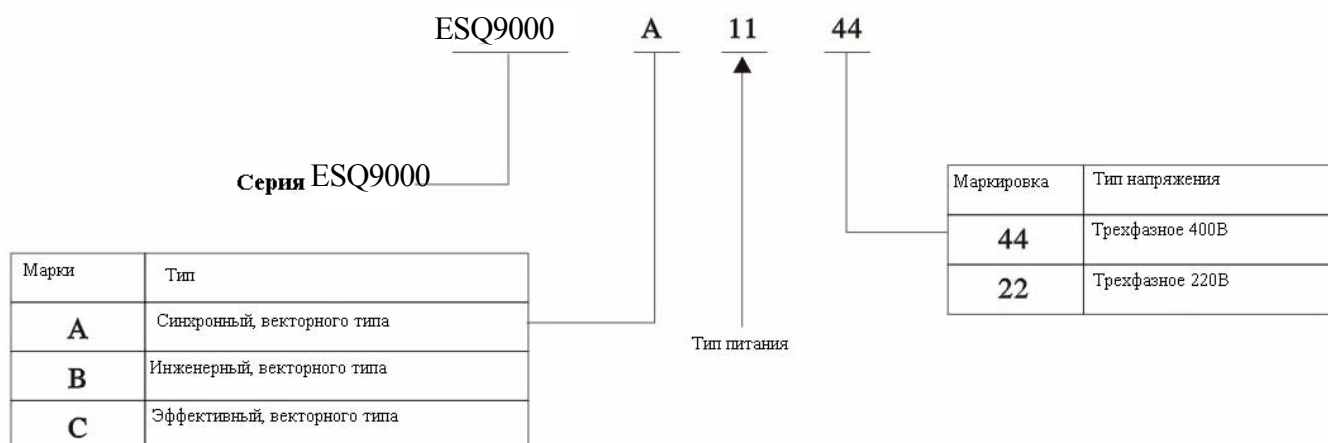 ESQ9000 A 11 44
Серия ESQ9000
Маркировка Тип напряжения
44 Трехфазное 400В
22 Трехфазное 220В
Марки Тип
A Синхронный, векторного типа
B Инженерный, векторного типа
C Эффективный, векторного типа
Тип питания